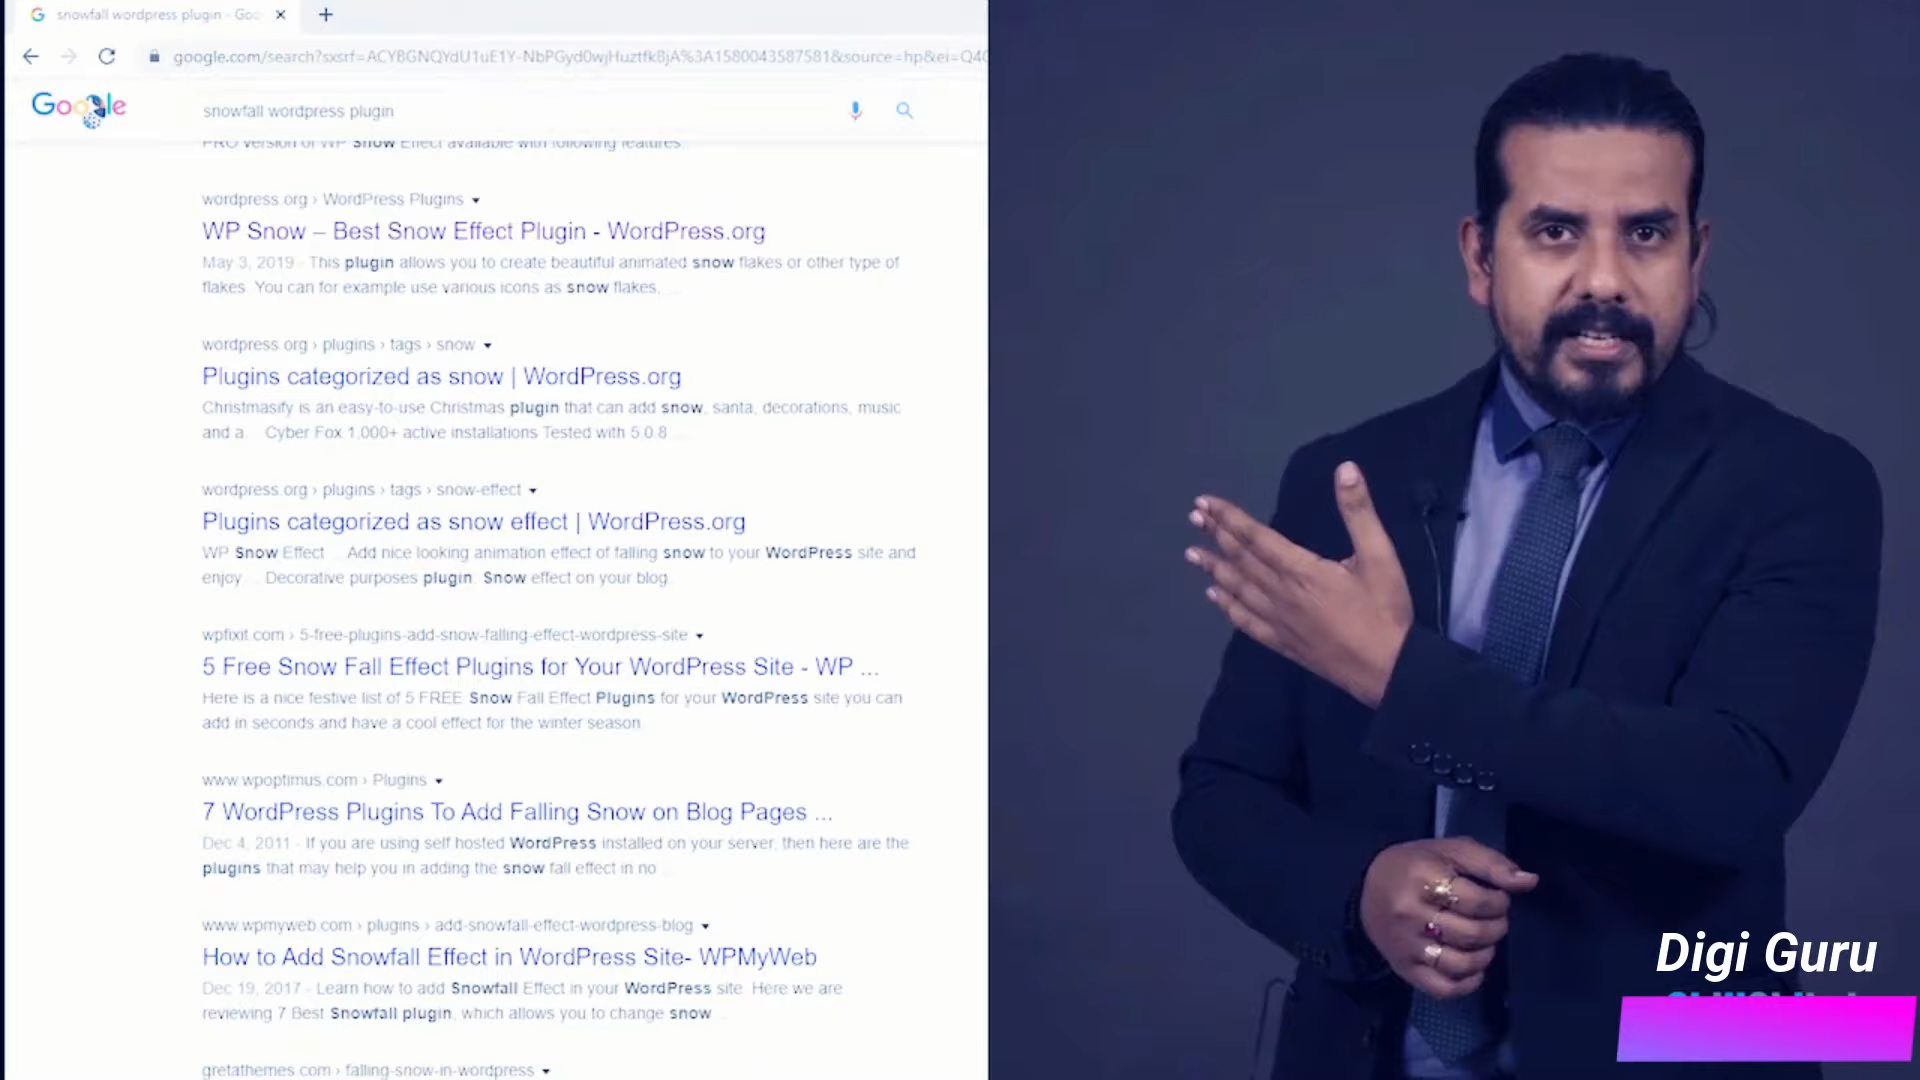 snowfall wordpress plugin - Goo
google.com/search?sxsrf=ACYBGNQYdU1uE1Y-NbPGyd0wjHuztfkBjA%3A1580043587581&source=hp&ei=Q4
Google
snowfall wordpress plugin
PRO version of WP Snow Effect available with following features.
wordpress.org › WordPress Plugins
WP Snow – Best Snow Effect Plugin - WordPress.org
May 3, 2019 - This plugin allows you to create beautiful animated snow flakes or other type of
flakes. You can for example use various icons as snow flakes, ...
wordpress.org › plugins › tags › snow
Plugins categorized as snow | WordPress.org
Christmasify is an easy-to-use Christmas plugin that can add snow, santa, decorations, music
and a ... Cyber Fox 1,000+ active installations Tested with 5.0.8 ...
wordpress.org › plugins › tags › snow-effect
Plugins categorized as snow effect | WordPress.org
WP Snow Effect ... Add nice looking animation effect of falling snow to your WordPress site and
enjoy ... Decorative purposes plugin. Snow effect on your blog.
wpfixit.com › 5-free-plugins-add-snow-falling-effect-wordpress-site
5 Free Snow Fall Effect Plugins for Your WordPress Site - WP ...
Here is a nice festive list of 5 FREE Snow Fall Effect Plugins for your WordPress site you can
add in seconds and have a cool effect for the winter season.
www.wpoptimus.com › Plugins
7 WordPress Plugins To Add Falling Snow on Blog Pages ...
Dec 4, 2011 - If you are using self hosted WordPress installed on your server, then here are the
plugins that may help you in adding the snow fall effect in no ...
www.wpmyweb.com › plugins › add-snowfall-effect-wordpress-blog
How to Add Snowfall Effect in WordPress Site- WPMyWeb
Dec 19, 2017 - Learn how to add Snowfall Effect in your WordPress site. Here we are
reviewing 7 Best Snowfall plugin, which allows you to change snow ...
gretathemes.com › falling-snow-in-wordpress
Digi Guru